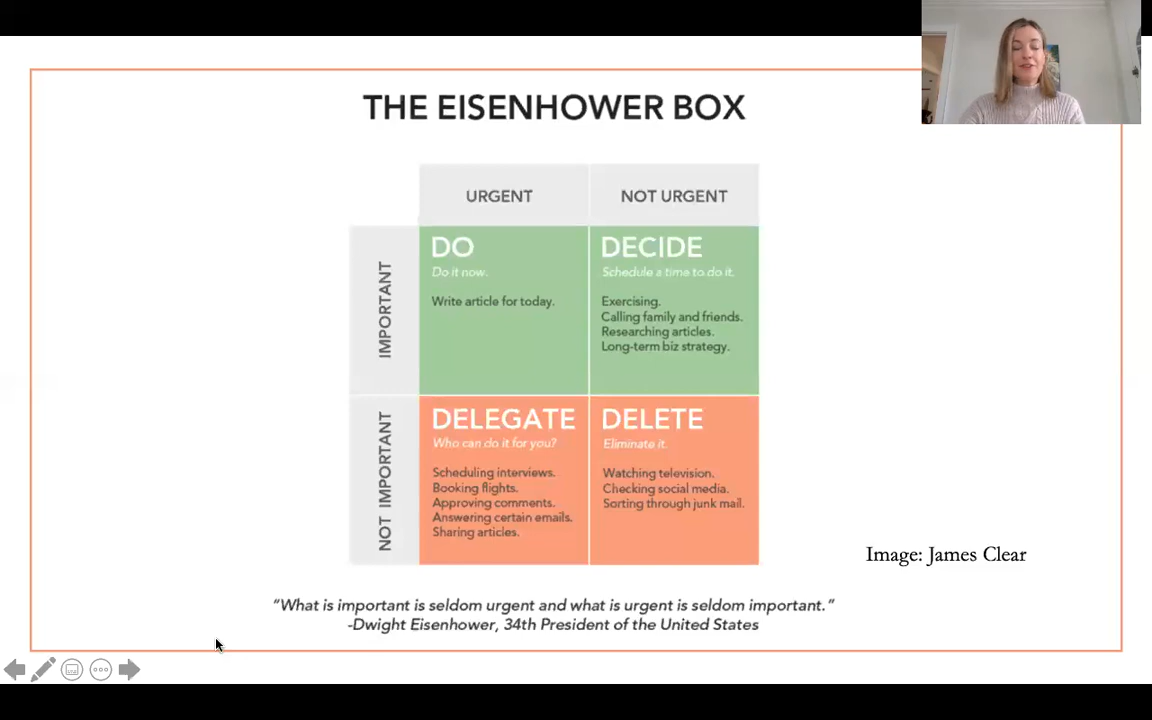 THE EISENHOWER BOX
URGENT
NOT URGENT
IMPORTANT
DO
Do it now.
Write article for today.
DECIDE
Schedule a time to do it.
Exercising.
Calling family and friends.
Researching articles.
Long-term biz strategy.
NOT IMPORTANT
DELEGATE
Who can do it for you?
Scheduling interviews.
Booking flights.
Approving comments.
Answering certain emails.
Sharing articles.
DELETE
Eliminate it.
Watching television.
Checking social media.
Sorting through junk mail.
Image: James Clear
“What is important is seldom urgent and what is urgent is seldom important.”
-Dwight Eisenhower, 34th President of the United States